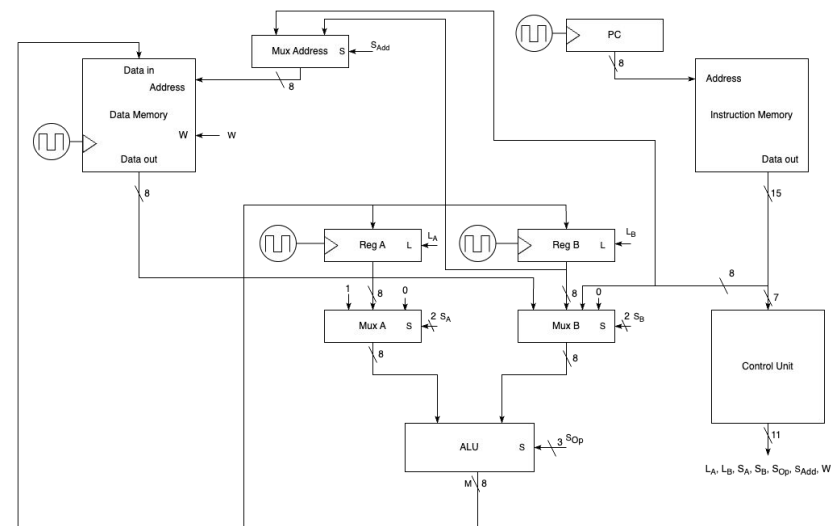 PC
Mux Address S
S_Add
8
8
Data in
Address
Data Memory
W W
Data out
Address
Instruction Memory
Data out
8
15
Reg A L
L_A
Reg B L
L_B
8
1
8
0
8
0
7
Mux A S
2 S_A
Mux B S
2 S_B
8
8
Control Unit
ALU S
3 S_Op
11
L_A, L_B, S_A, S_B, S_Op, S_Add, W
M 8